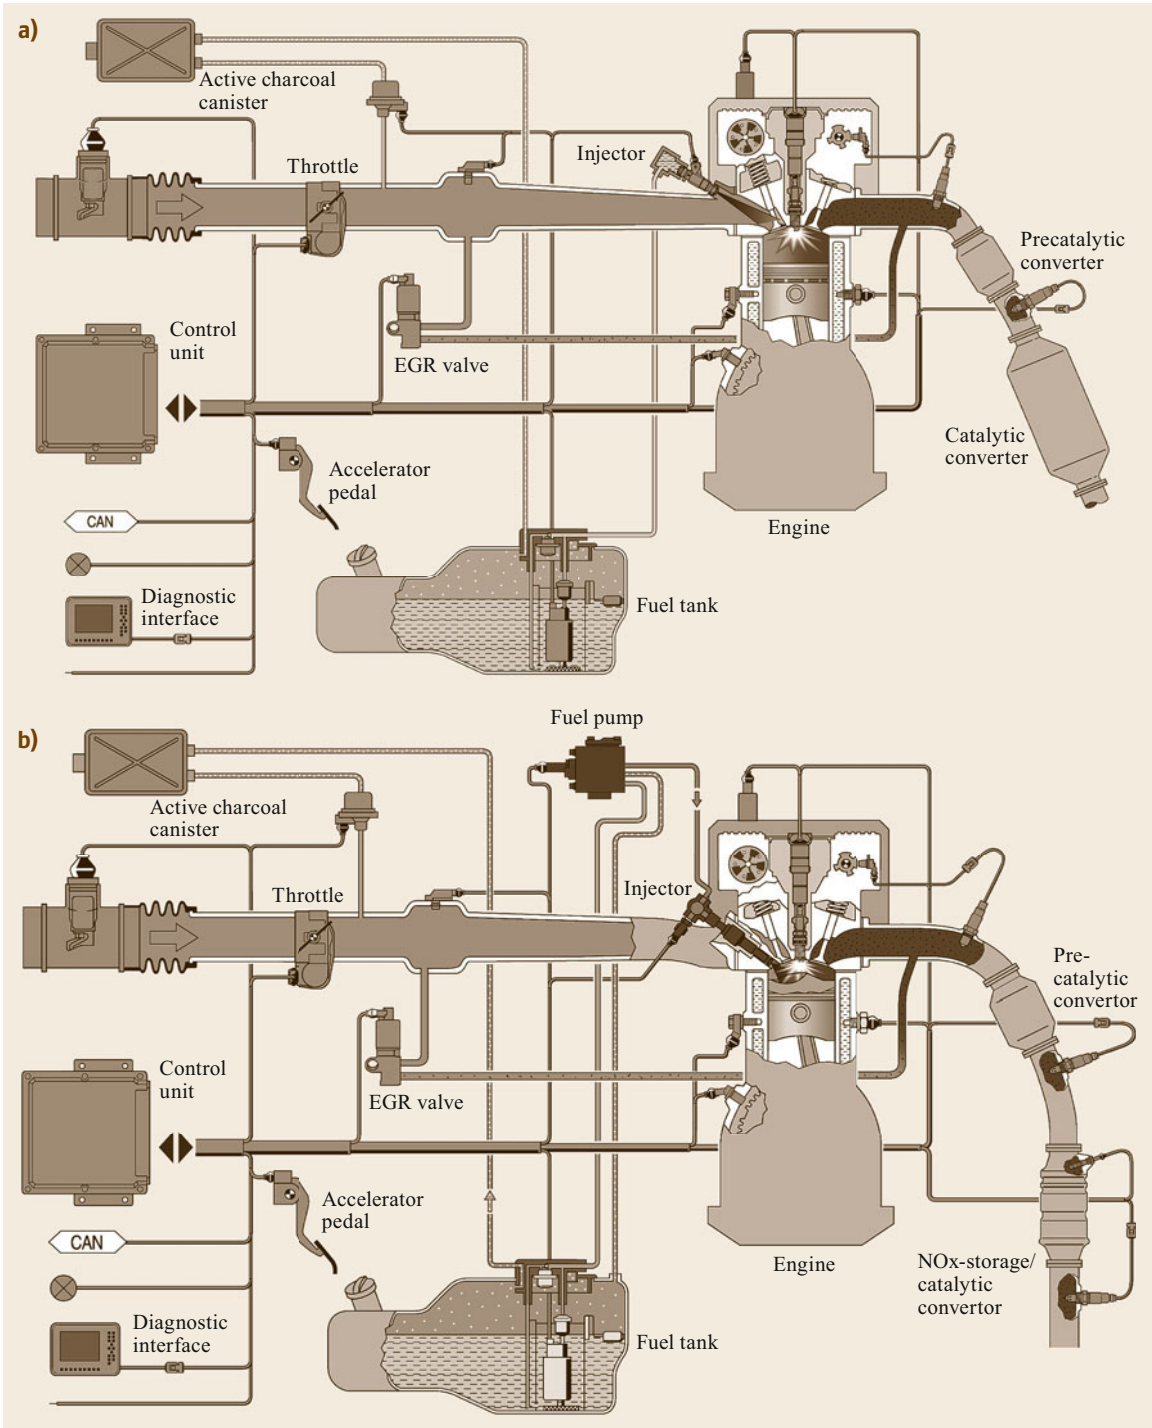 a)
Active charcoal
canister
Throttle
Injector
Precatalytic
converter
Control
unit
EGR valve
Catalytic
converter
Accelerator
pedal
CAN
Engine
Diagnostic
interface
Fuel tank
b)
Fuel pump
Active charcoal
canister
Throttle
Injector
Pre-
catalytic
convertor
Control
unit
EGR valve
Accelerator
pedal
CAN
Engine
NOx-storage/
catalytic
convertor
Diagnostic
interface
Fuel tank